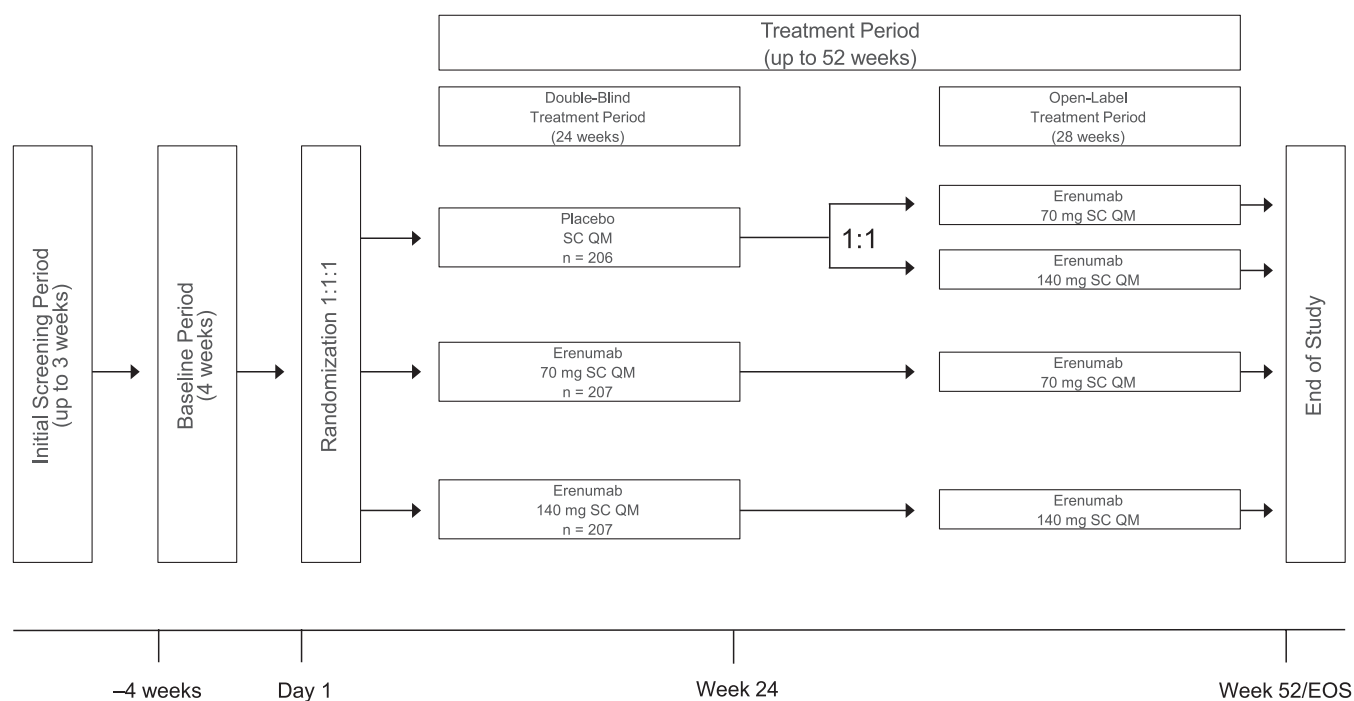 Treatment Period
(up to 52 weeks)
Double-Blind
Treatment Period
(24 weeks)
Open-Label
Treatment Period
(28 weeks)
Initial Screening Period
(up to 3 weeks)
Baseline Period
(4 weeks)
Randomization 1:1:1
Placebo
SC QM
n = 206
1:1
Erenumab
70 mg SC QM
Erenumab
140 mg SC QM
Erenumab
70 mg SC QM
n = 207
Erenumab
70 mg SC QM
Erenumab
140 mg SC QM
n = 207
Erenumab
140 mg SC QM
End of Study
–4 weeks
Day 1
Week 24
Week 52/EOS